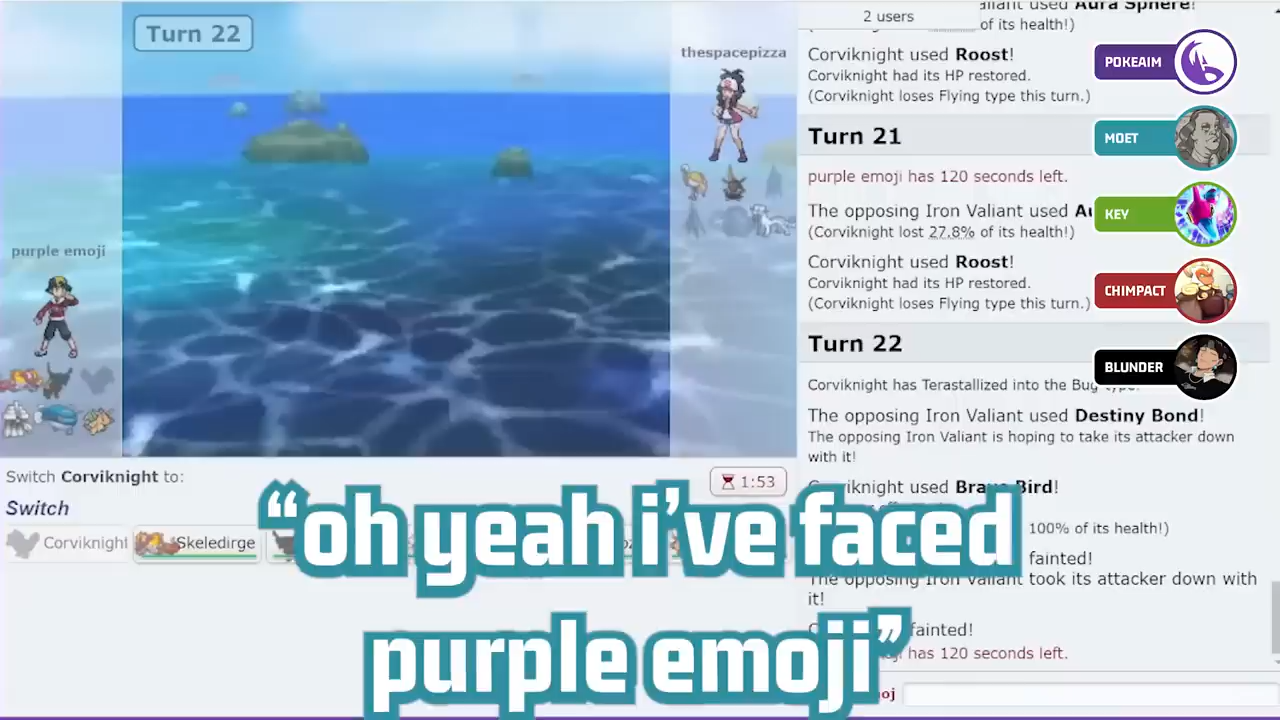 Turn 22
thespacepizza
purple emoji
Switch Corviknight to:
1:53
Switch
Corviknight
Skeledirge
2 users
Aura Sphere!
of its health!)
Corviknight used Roost!
Corviknight had its HP restored.
(Corviknight loses Flying type this turn.)
Turn 21
purple emoji has 120 seconds left.
The opposing Iron Valiant used
(Corviknight lost 27.8% of its health!)
Corviknight used Roost!
Corviknight had its HP restored.
(Corviknight loses Flying type this turn.)
Turn 22
Corviknight has Terastallized into the Bug
The opposing Iron Valiant used Destiny Bond!
The opposing Iron Valiant is hoping to take its attacker down
with it!
Corviknight used Brave Bird!
100% of its health!)
fainted!
The opposing Iron Valiant took its attacker down with
it!
fainted!
has 120 seconds left.
POKEAIM
MOET
KEY
CHIMPACT
BLUNDER
“oh yeah i’ve faced
purple emoji”